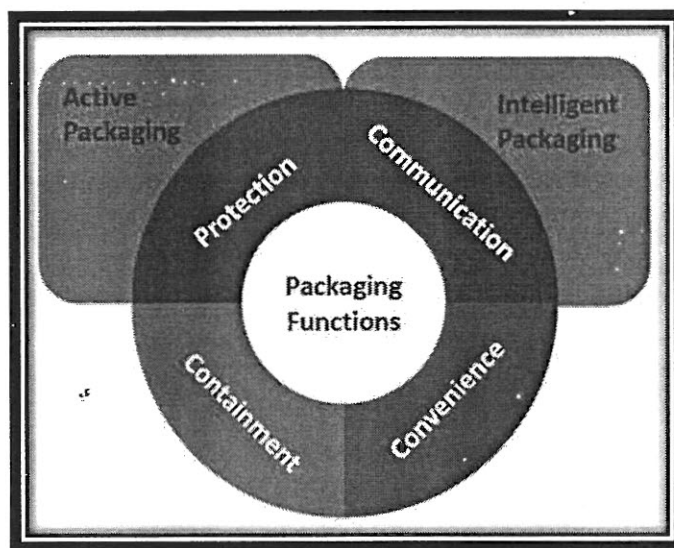 Active
Packaging
Intelligent
Packaging
Protection
Communication
Packaging
Functions
Containment
Convenience